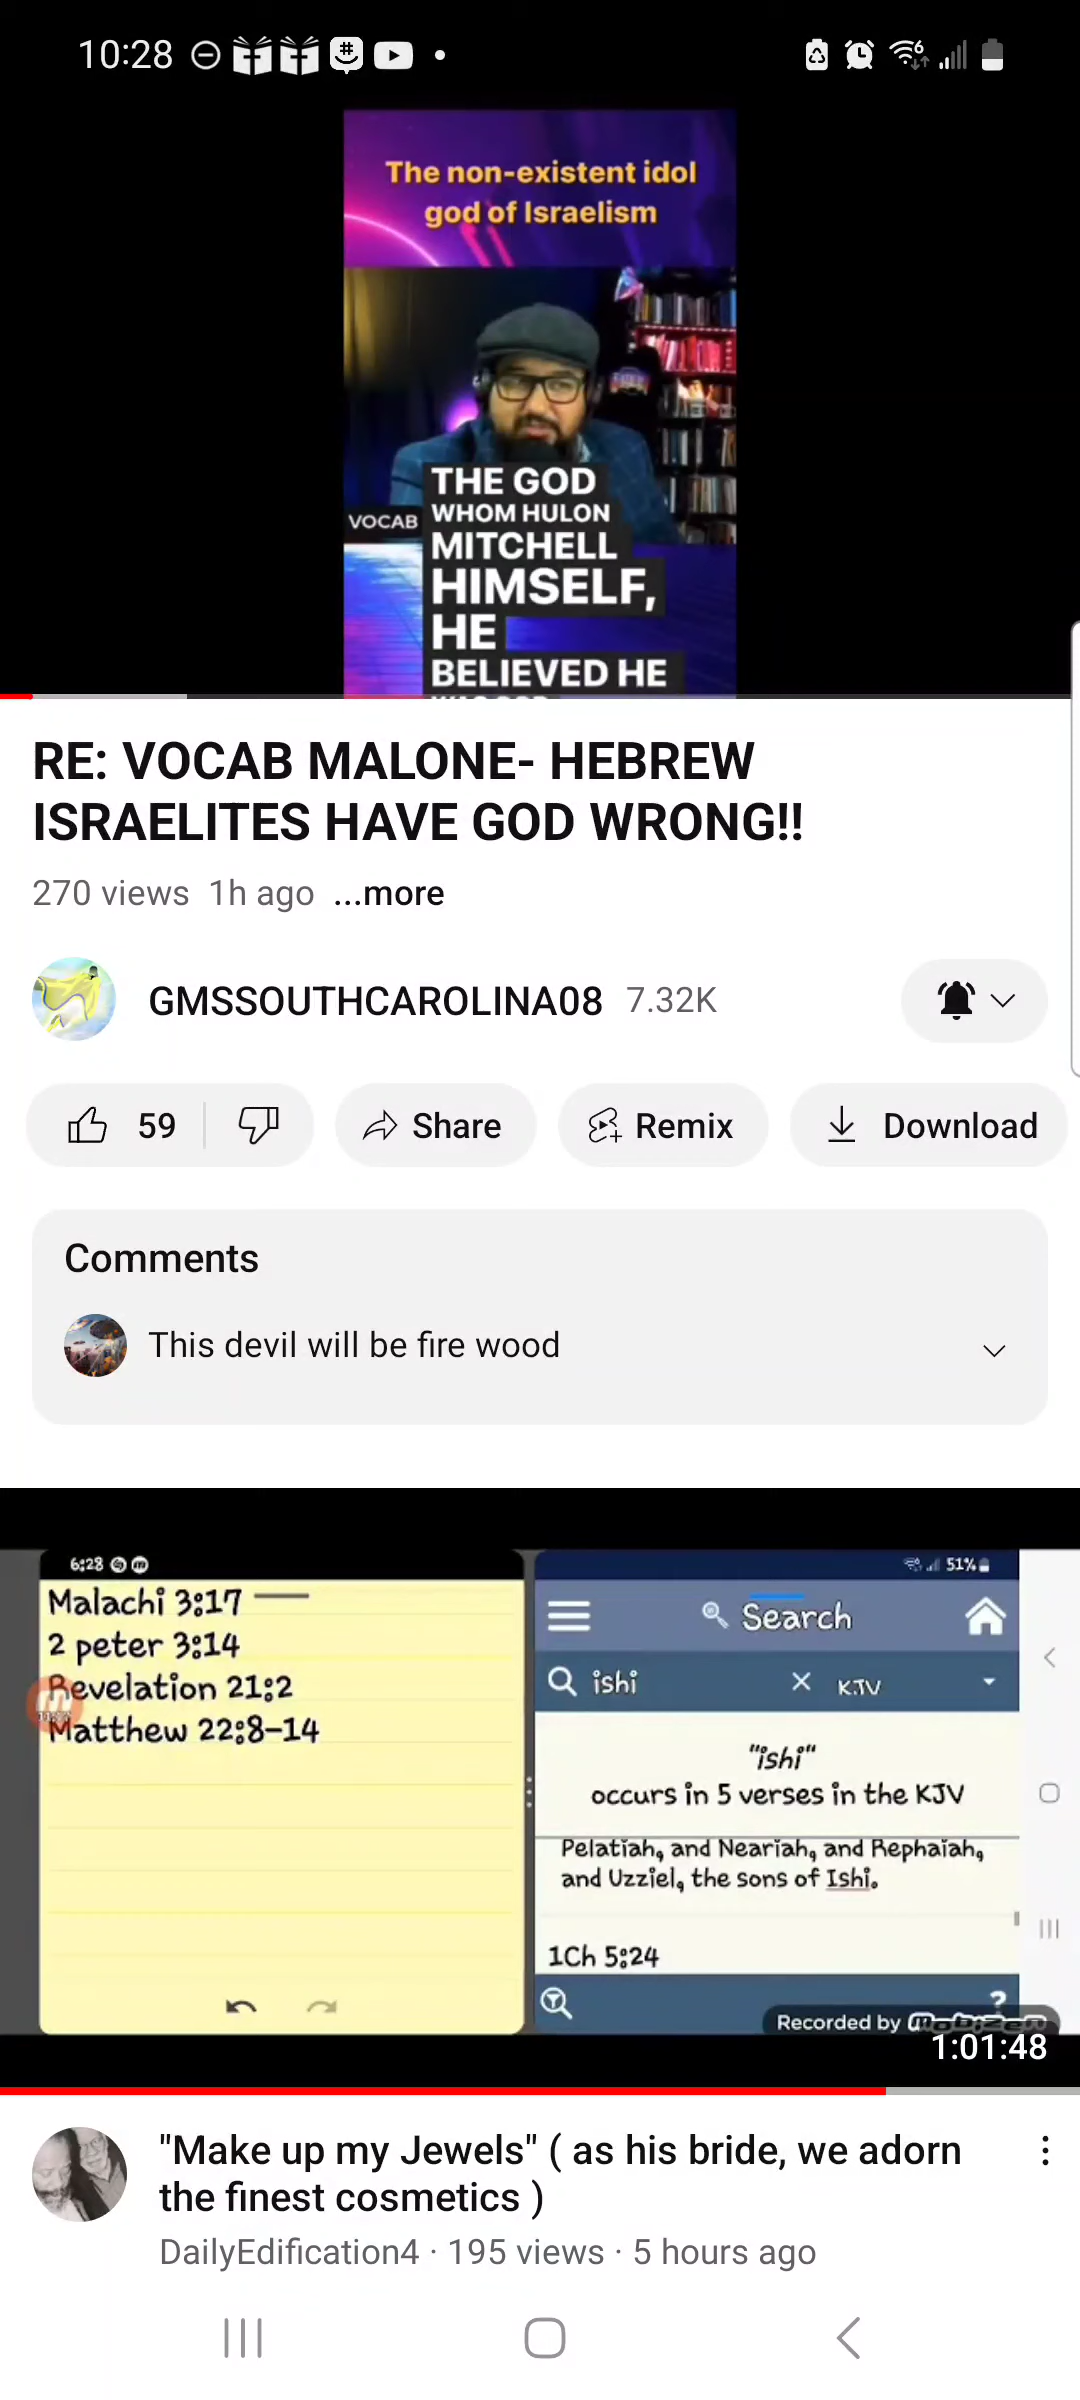 10:28
The non-existent idol
god of Israelism
VOCAB
THE GOD
WHOM HULON
MITCHELL
HIMSELF,
HE
BELIEVED HE
RE: VOCAB MALONE- HEBREW
ISRAELITES HAVE GOD WRONG!!
270 views 1h ago ...more
GMSSOUTHCAROLINA08 7.32K
59 Share Remix Download
Comments
This devil will be fire wood
6:28
Malachi 3:17
2 peter 3:14
Revelation 21:2
Matthew 22:8-14
51%
Search
ishi
KJV
"ishi"
occurs in 5 verses in the KJV
Pelatiah, and Neariah, and Rephaiah,
and Uzziel, the sons of Ishi.
1Ch 5:24
?
Recorded by
1:01:48
"Make up my Jewels" ( as his bride, we adorn
the finest cosmetics )
DailyEdification4 · 195 views · 5 hours ago